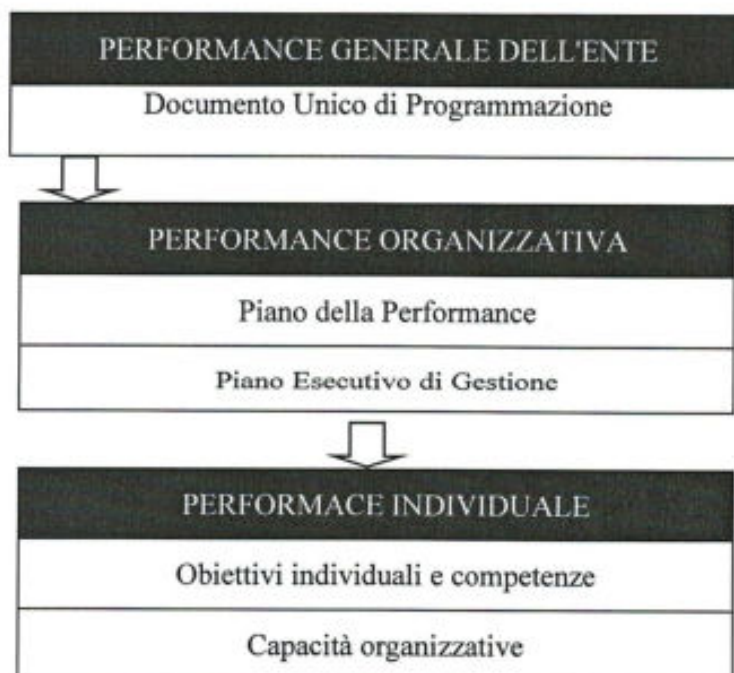 PERFORMANCE GENERALE DELL'ENTE
Documento Unico di Programmazione
PERFORMANCE ORGANIZZATIVA
Piano della Performance
Piano Esecutivo di Gestione
PERFORMACE INDIVIDUALE
Obiettivi individuali e competenze
Capacità organizzative